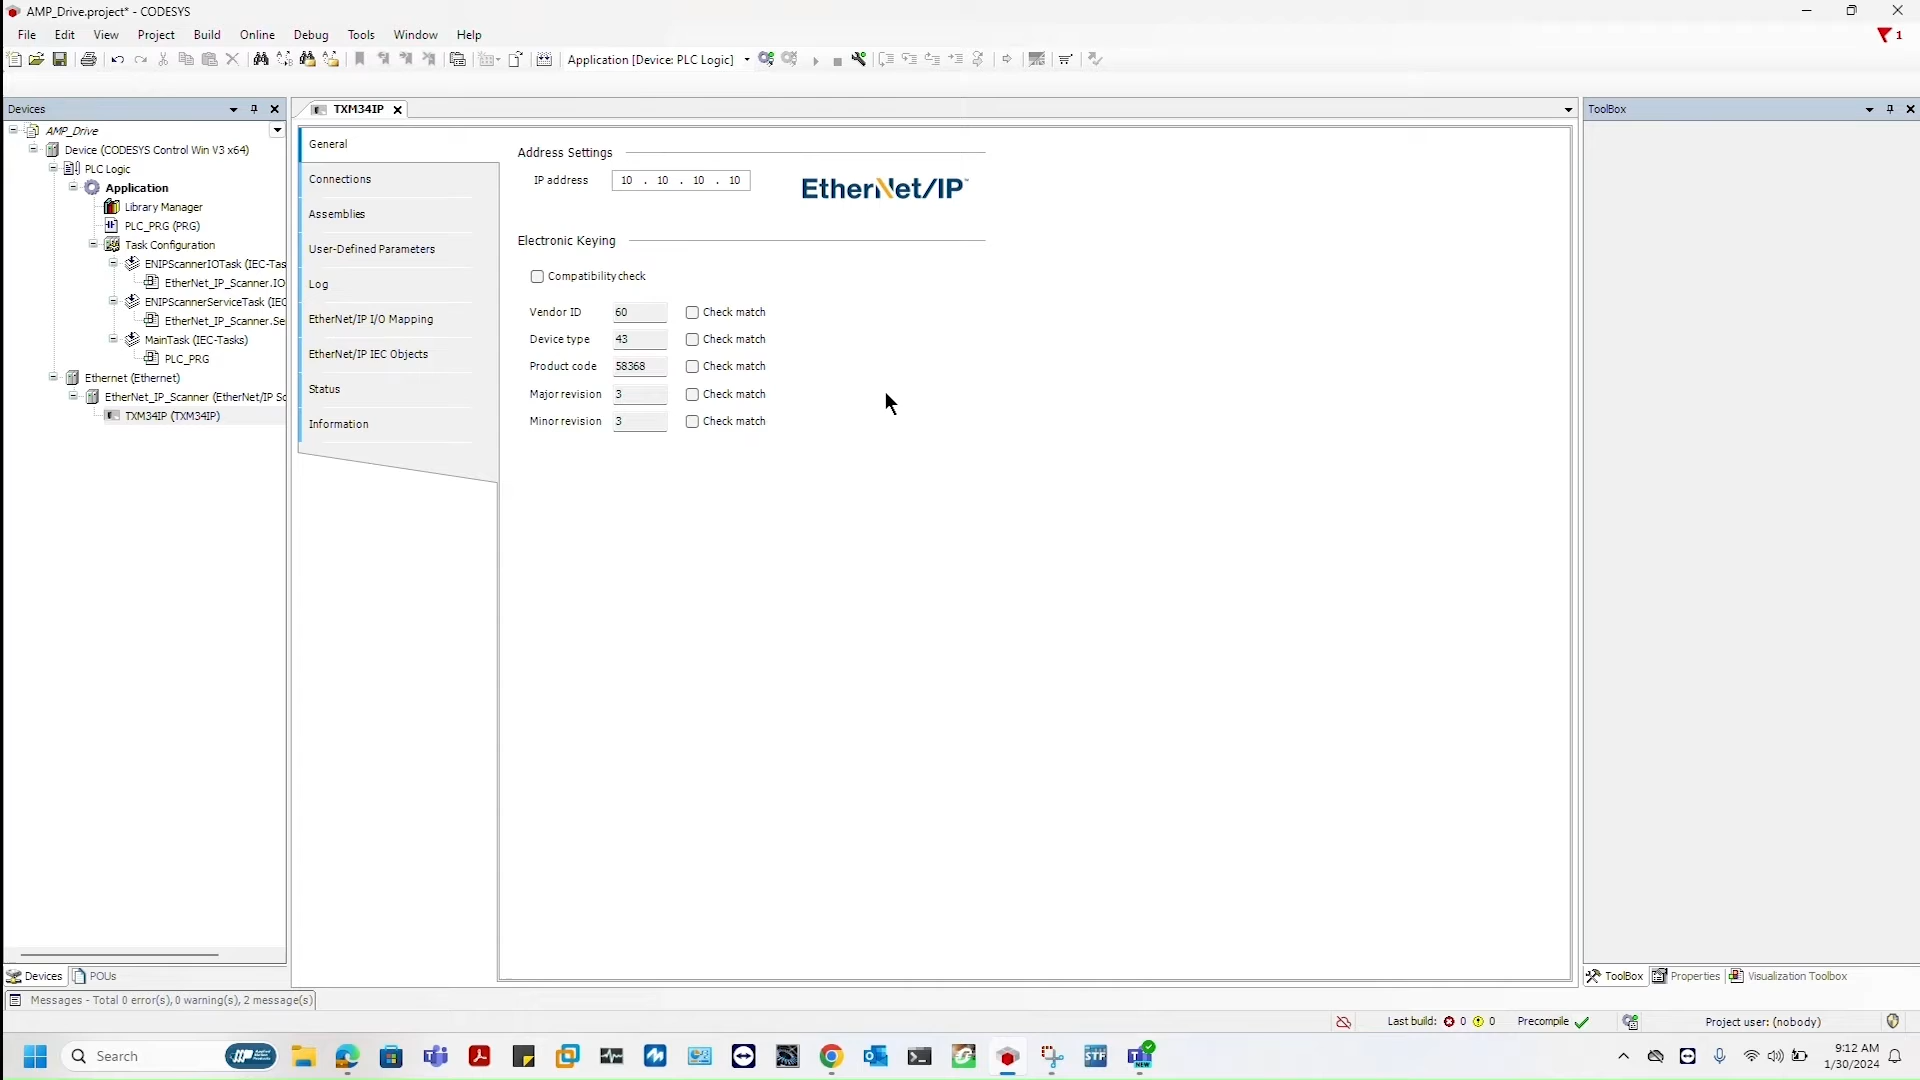 AMP_Drive.project* - CODESYS
File Edit View Project Build Online Debug Tools Window Help
1
Application [Device: PLC Logic]
Devices
AMP_Drive
Device (CODESYS Control Win V3 x64)
PLC Logic
Application
Library Manager
PLC_PRG (PRG)
Task Configuration
ENIPScannerIOTask (IEC-Tas
EtherNet_IP_Scanner.IO
ENIPScannerServiceTask (IEC
EtherNet_IP_Scanner.Se
MainTask (IEC-Tasks)
PLC_PRG
Ethernet (Ethernet)
EtherNet_IP_Scanner (EtherNet/IP Sc
TXM34IP (TXM34IP)
Devices POUs
TXM34IP
General
Connections
Assemblies
User-Defined Parameters
Log
EtherNet/IP I/O Mapping
EtherNet/IP IEC Objects
Status
Information
Address Settings
IP address 10 . 10 . 10 . 10
EtherNet/IP™
Electronic Keying
Compatibility check
Vendor ID 60 Check match
Device type 43 Check match
Product code 58368 Check match
Major revision 3 Check match
Minor revision 3 Check match
ToolBox
ToolBox Properties Visualization Toolbox
Messages - Total 0 error(s), 0 warning(s), 2 message(s)
Last build: 0 0 Precompile Project user: (nobody)
Search
STF
NEW
9:12 AM
1/30/2024